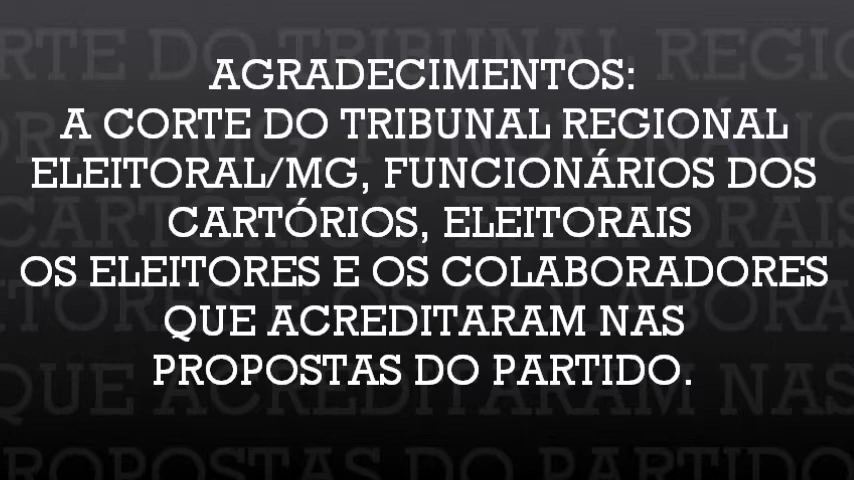 AGRADECIMENTOS:
A CORTE DO TRIBUNAL REGIONAL
ELEITORAL/MG, FUNCIONÁRIOS DOS
CARTÓRIOS, ELEITORAIS
OS ELEITORES E OS COLABORADORES
QUE ACREDITARAM NAS
PROPOSTAS DO PARTIDO.